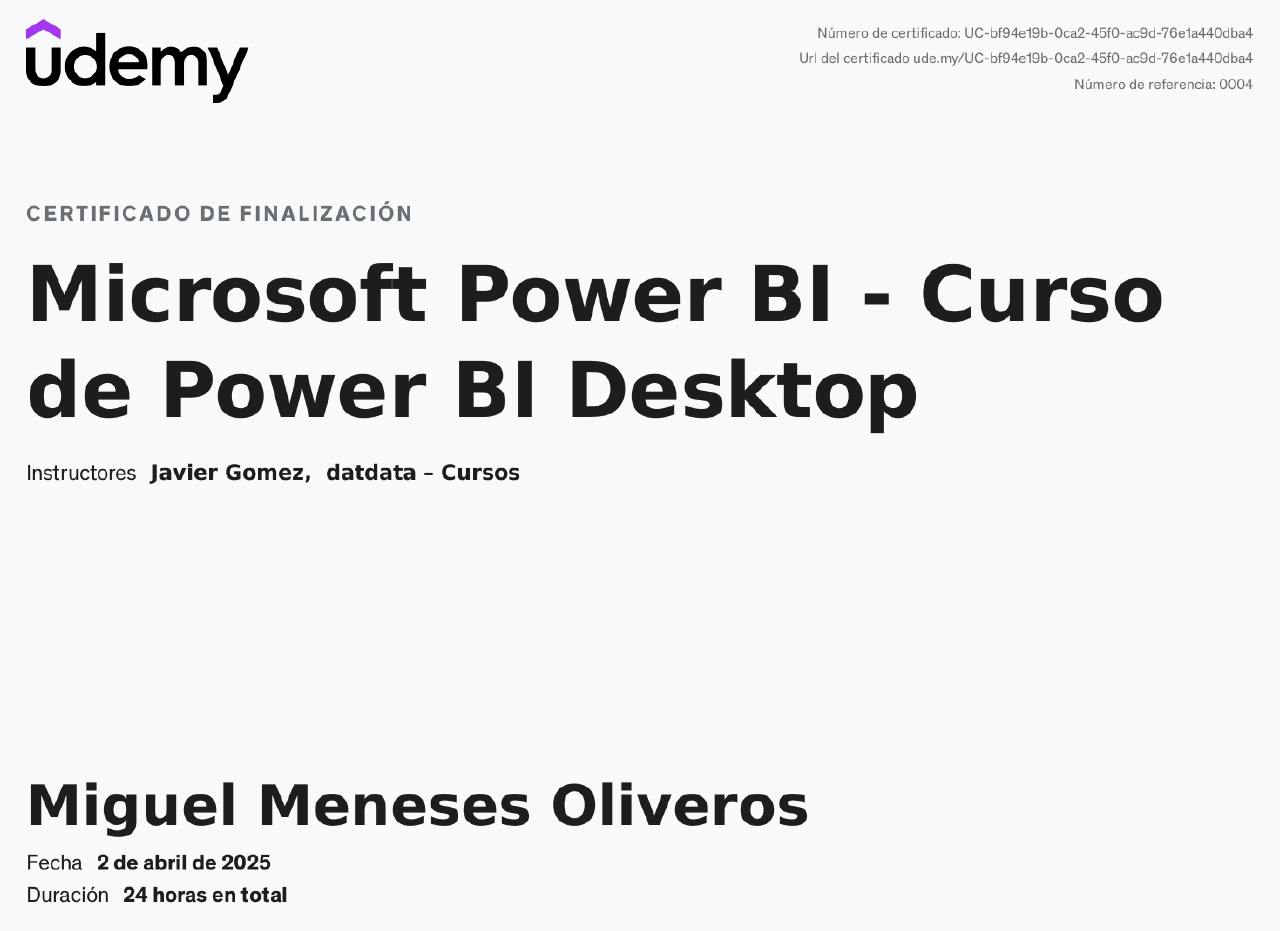 udemy
Número de certificado: UC-bf94e19b-0ca2-45f0-ac9d-76e1a440dba4
Url del certificado ude.my/UC-bf94e19b-0ca2-45f0-ac9d-76e1a440dba4
Número de referencia: 0004
CERTIFICADO DE FINALIZACIÓN
Microsoft Power BI - Curso
de Power BI Desktop
Instructores Javier Gomez, datdata – Cursos
Miguel Meneses Oliveros
Fecha 2 de abril de 2025
Duración 24 horas en total